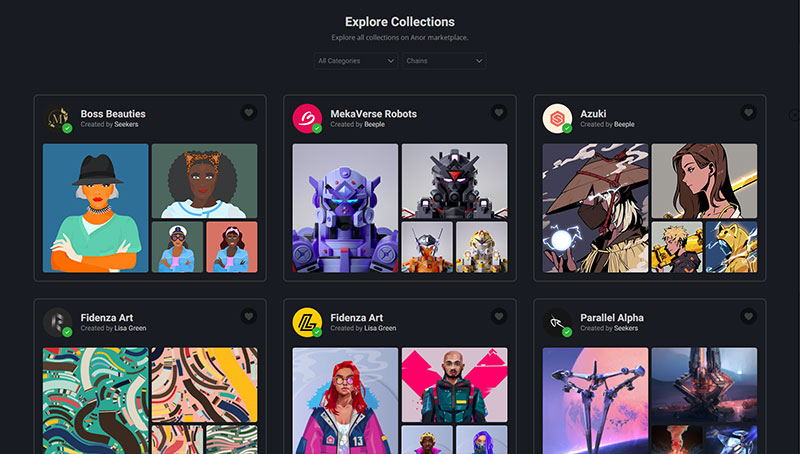 Explore Collections
Explore all collections on Anor marketplace.
All Categories
Chains
Boss Beauties
Created by Seekers
MekaVerse Robots
Created by Beeple
Azuki
Created by Beeple
Fidenza Art
Created by Lisa Green
Fidenza Art
Created by Lisa Green
Parallel Alpha
Created by Seekers
13